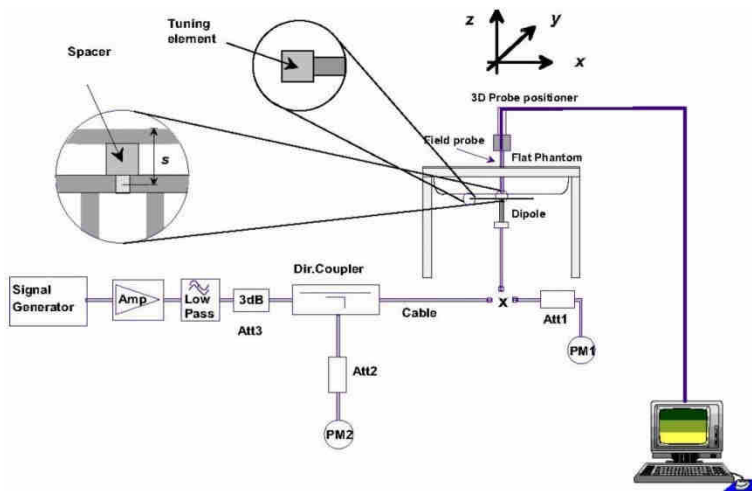 Tuning
element
Spacer
s
z
y
x
3D Probe positioner
Field probe
Flat Phantom
Dipole
Signal
Generator
Amp
Low
Pass
3dB
Att3
Dir.Coupler
Cable
x
Att1
PM1
Att2
PM2